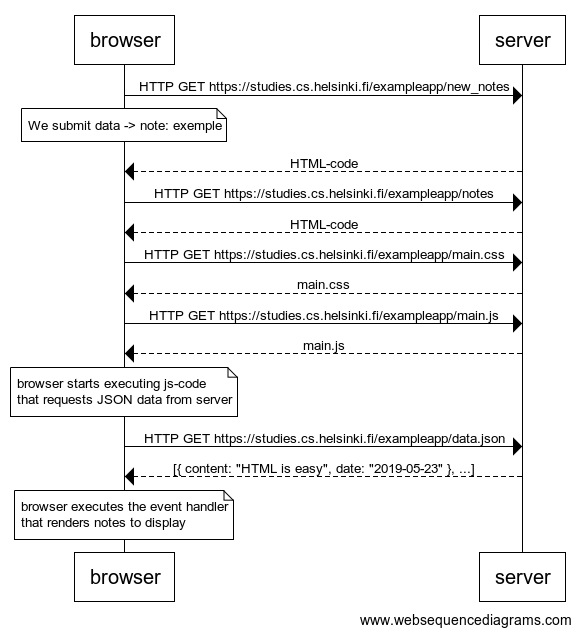 browser
server
HTTP GET https://studies.cs.helsinki.fi/exampleapp/new_notes
We submit data -> note: exemple
HTML-code
HTTP GET https://studies.cs.helsinki.fi/exampleapp/notes
HTML-code
HTTP GET https://studies.cs.helsinki.fi/exampleapp/main.css
main.css
HTTP GET https://studies.cs.helsinki.fi/exampleapp/main.js
main.js
browser starts executing js-code
that requests JSON data from server
HTTP GET https://studies.cs.helsinki.fi/exampleapp/data.json
[{ content: "HTML is easy", date: "2019-05-23" }, ...]
browser executes the event handler
that renders notes to display
browser
server
www.websequencediagrams.com